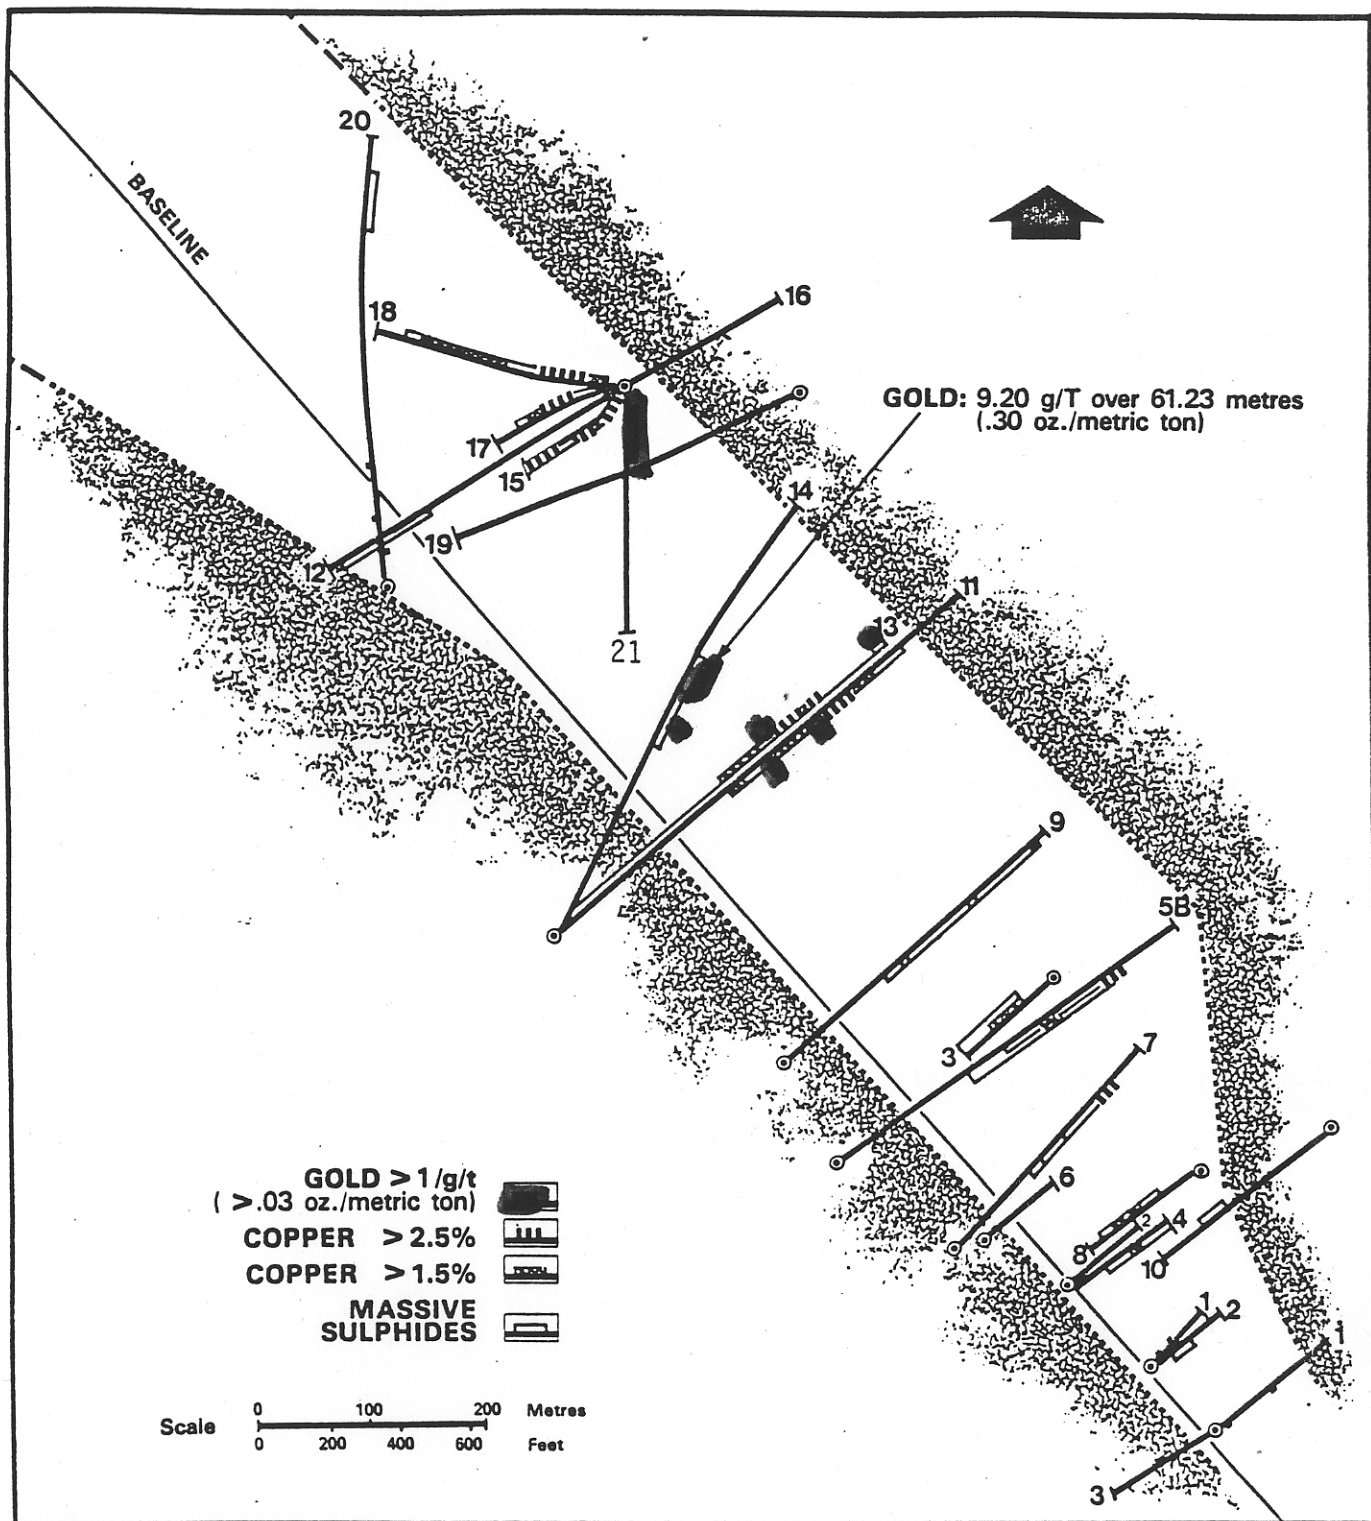 20
BASELINE
16
18
GOLD: 9.20 g/T over 61.23 metres
(.30 oz./metric ton)
17
15
14
19
12
11
13
21
9
5B
3
7
GOLD > 1/g/t
( >.03 oz./metric ton)
6
2
4
COPPER > 2.5%
8
10
COPPER > 1.5%
MASSIVE
SULPHIDES
1
2
1
0 100 200 Metres
Scale
0 200 400 600 Feet
3